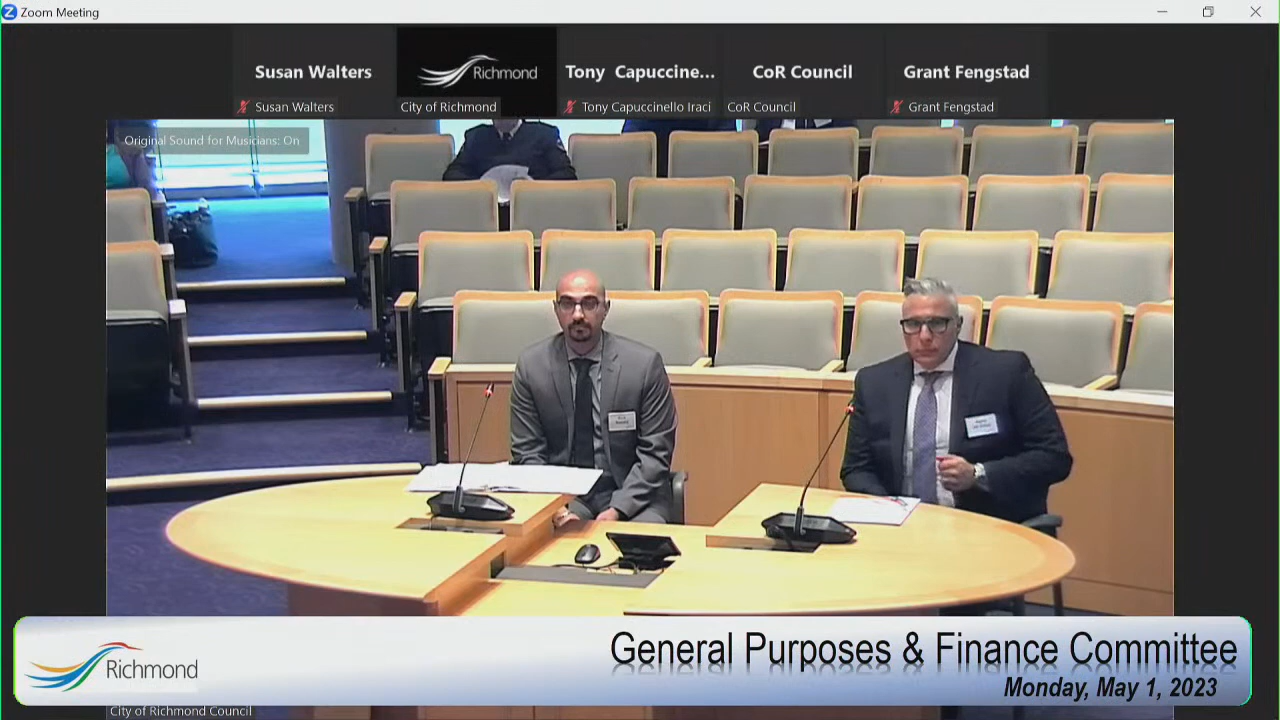 Zoom Meeting
Susan Walters
Richmond
Tony Capuccine...
CoR Council
Grant Fengstad
Susan Walters
City of Richmond
Tony Capuccinello Iraci
CoR Council
Grant Fengstad
Original Sound for Musicians: On
General Purposes & Finance Committee
Richmond
Monday, May 1, 2023
City of Richmond Council